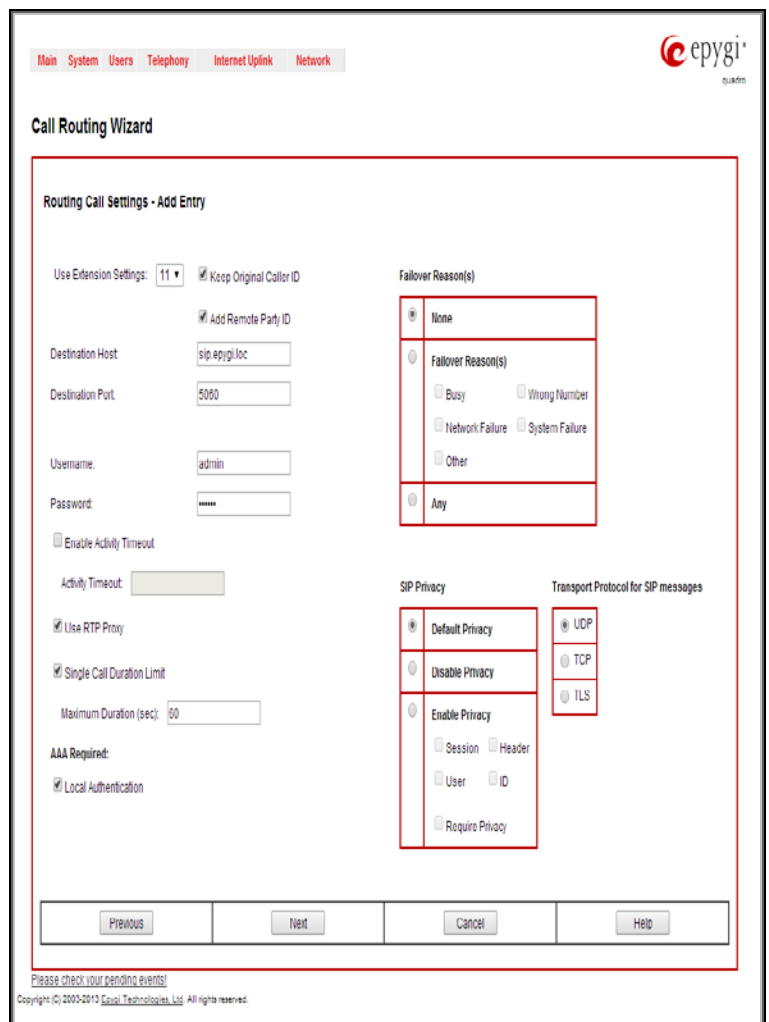 Main System Users Telephony Internet Uplink Network
epygi
quadro
Call Routing Wizard
Routing Call Settings - Add Entry
Use Extension Settings: 11 Keep Original Caller ID
Add Remote Party ID
Destination Host: sip.epygi.loc
Destination Port: 5060
Username: admin
Password: ••••••
Enable Activity Timeout
Activity Timeout:
Use RTP Proxy
Single Call Duration Limit
Maximum Duration (sec): 60
AAA Required:
Local Authentication
Failover Reason(s)
None
Failover Reason(s)
Busy Wrong Number
Network Failure System Failure
Other
Any
SIP Privacy
Default Privacy
Disable Privacy
Enable Privacy
Session Header
User ID
Require Privacy
Transport Protocol for SIP messages
UDP
TCP
TLS
Previous Next Cancel Help
Please check your pending events!
Copyright (C) 2003-2013 Epygi Technologies, Ltd. All rights reserved.